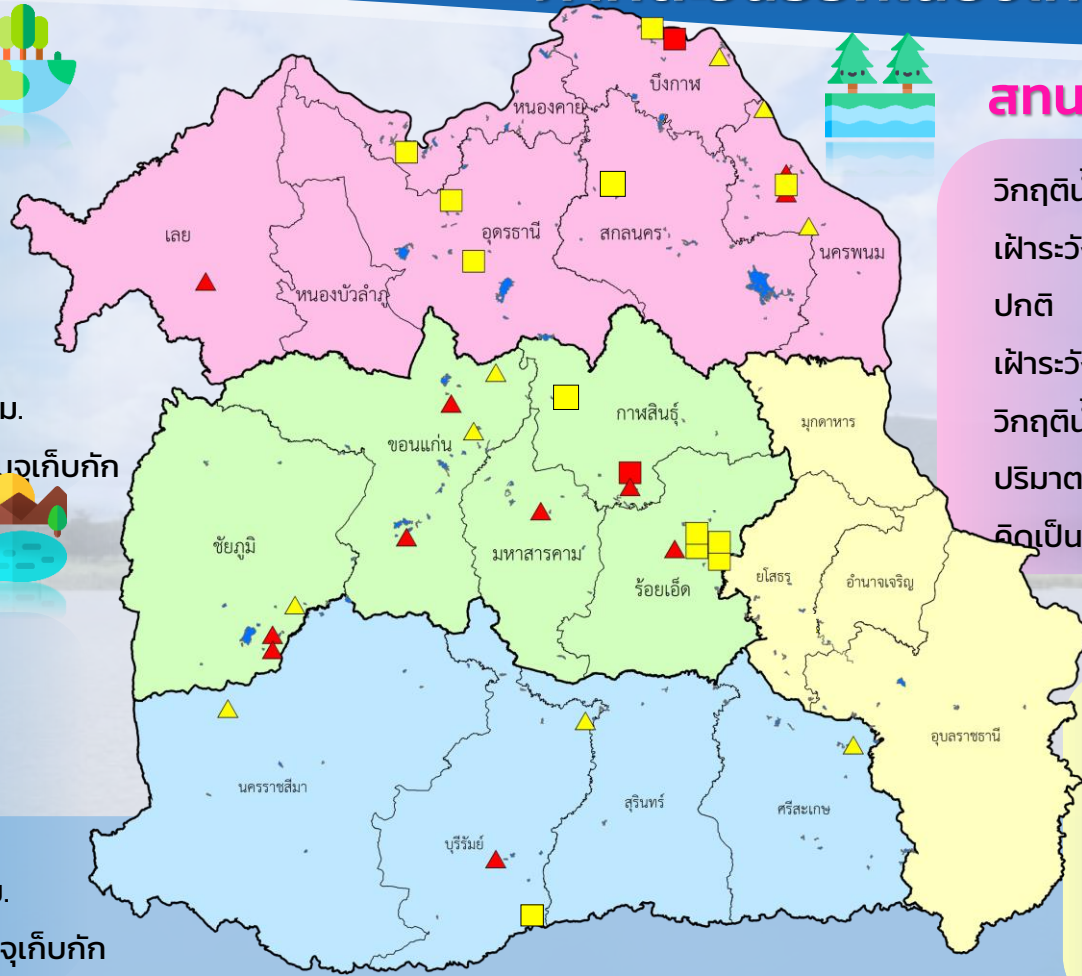 สทน
บึงกาฬ
หนองคาย
วิกฤติน้
เลย
อุดรธานี
สกลนคร
นครพนม
เฝ้าระวัง
หนองบัวลำภู
ปกติ
เฝ้าระวัง
ม.
กาฬสินธุ์
มุกดาหาร
วิกฤติน้
ขอนแก่น
จุเก็บกัก
ปริมาต
ชัยภูมิ
มหาสารคาม
คิดเป็น
ร้อยเอ็ด
ยโสธร
อำนาจเจริญ
อุบลราชธานี
นครราชสีมา
สุรินทร์
ศรีสะเกษ
บุรีรัมย์
ม.
จุเก็บกัก